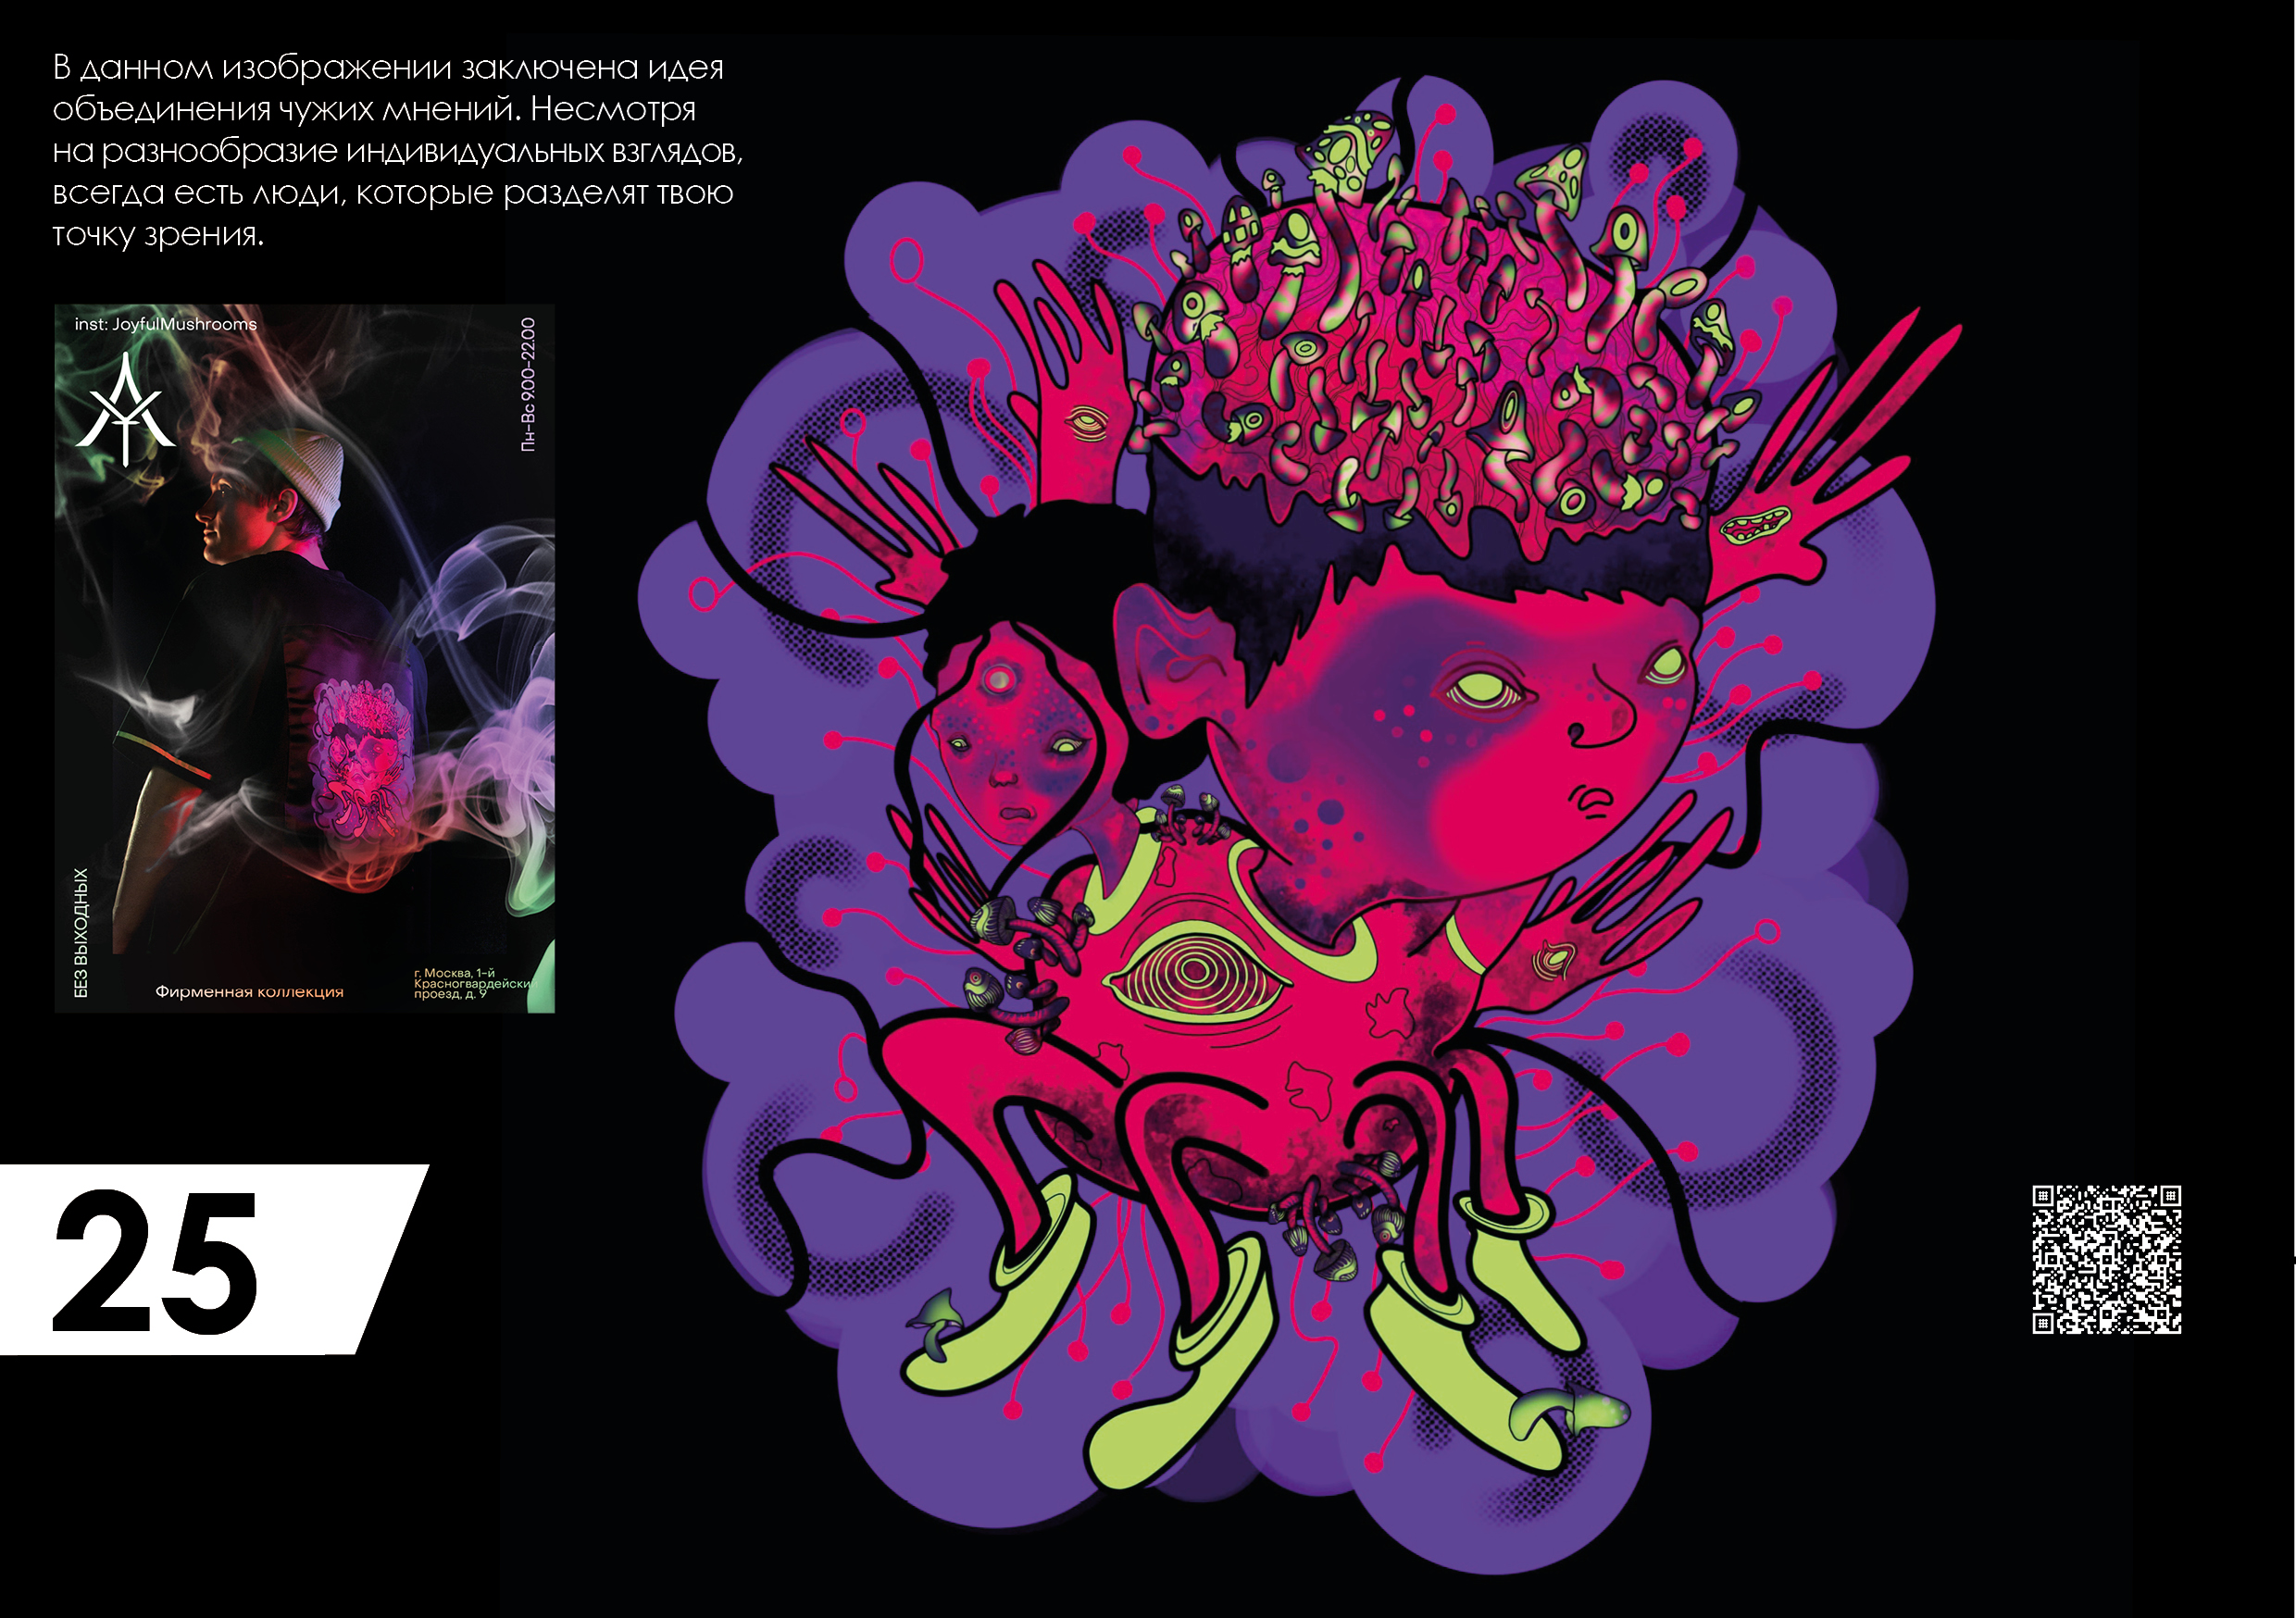 В данном изображении заключена идея
объединения чужих мнений. Несмотря
на разнообразие индивидуальных взглядов,
всегда есть люди, которые разделят твою
точку зрения.
inst: JoyfulMushrooms
Пн-Вс 9.00-22.00
БЕЗ ВЫХОДНЫХ
Фирменная коллекция
г. Москва, 1-й
Красногвардейский
проезд, д. 9
25